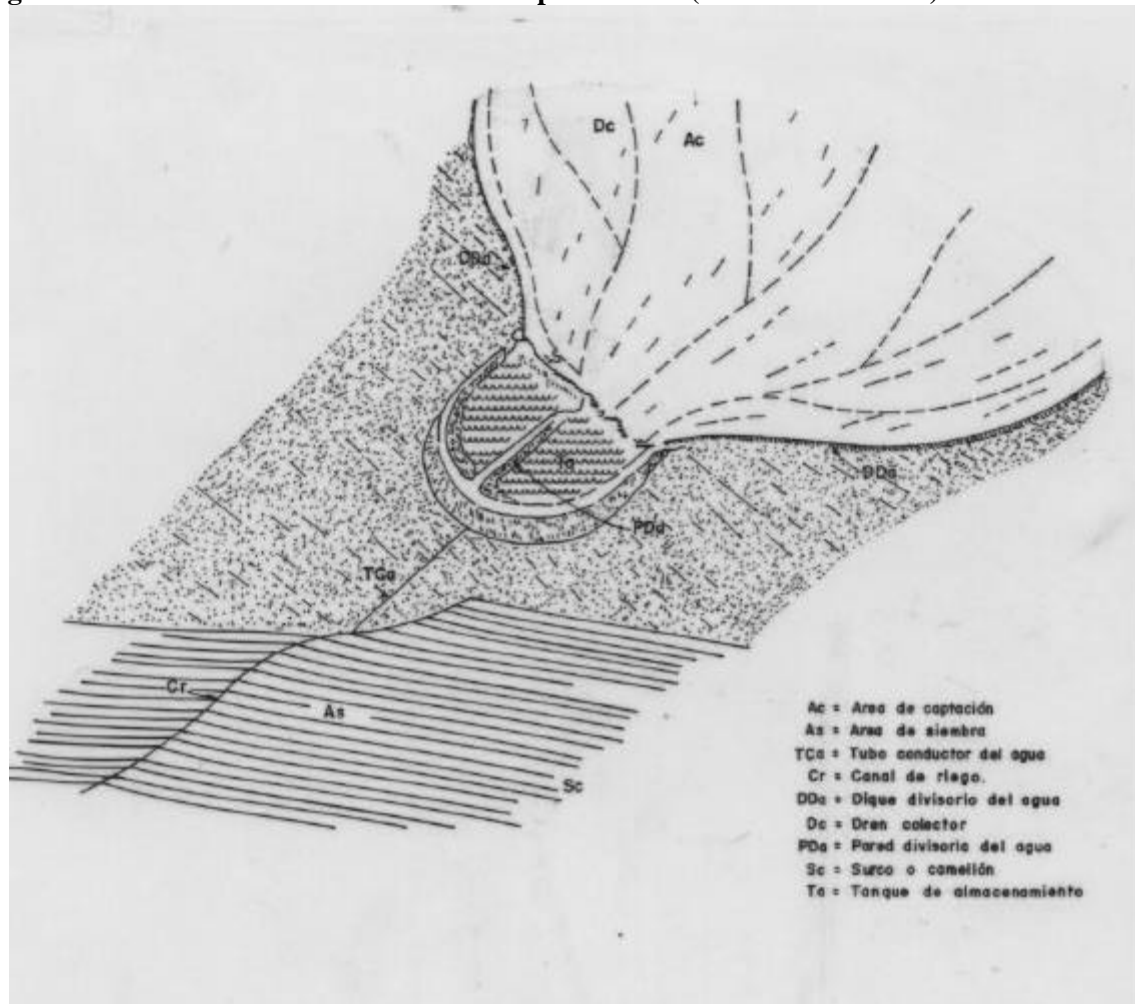 Dc
Ac
DDa
Ta
DDa
PDa
TCa
Cr
As
Sc
Ac = Area de captación
As = Area de siembra
TCa = Tubo conductor del agua
Cr = Canal de riego.
DDa = Dique divisorio del agua
Dc = Dren colector
PDa = Pared divisoria del agua
Sc = Surco o camellón
Ta = Tanque de almacenamiento